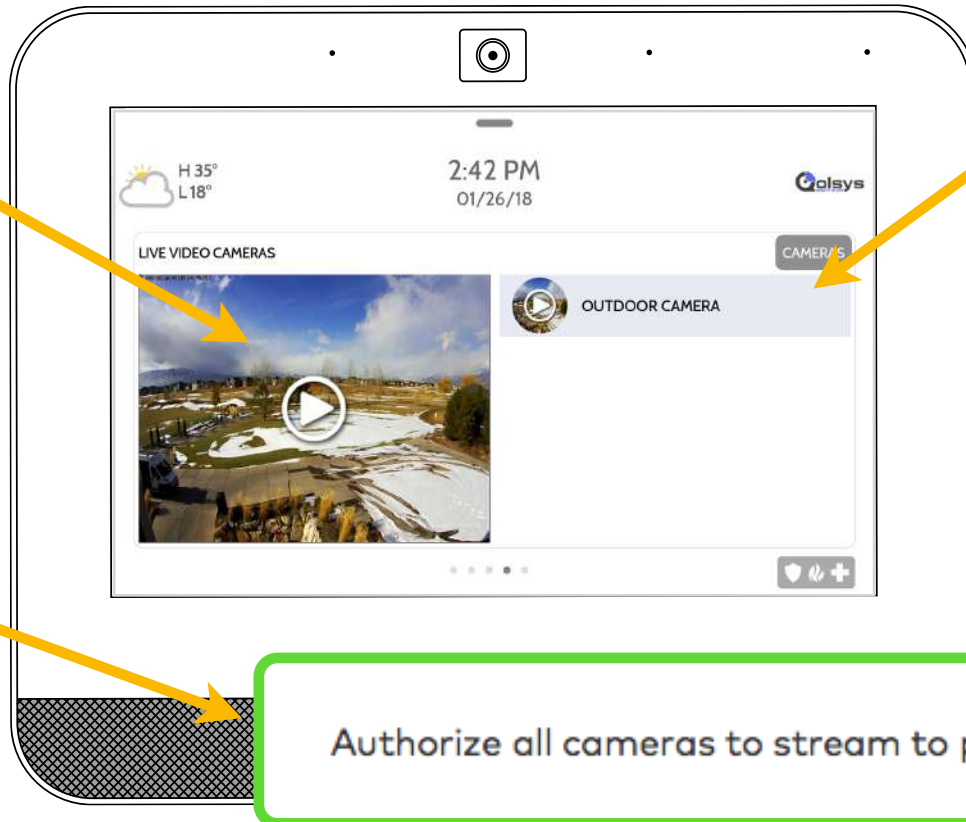 H 35°
L 18°
2:42 PM
01/26/18
Qolsys
LIVE VIDEO CAMERAS
CAMERAS
OUTDOOR CAMERA
Authorize all cameras to stream to p